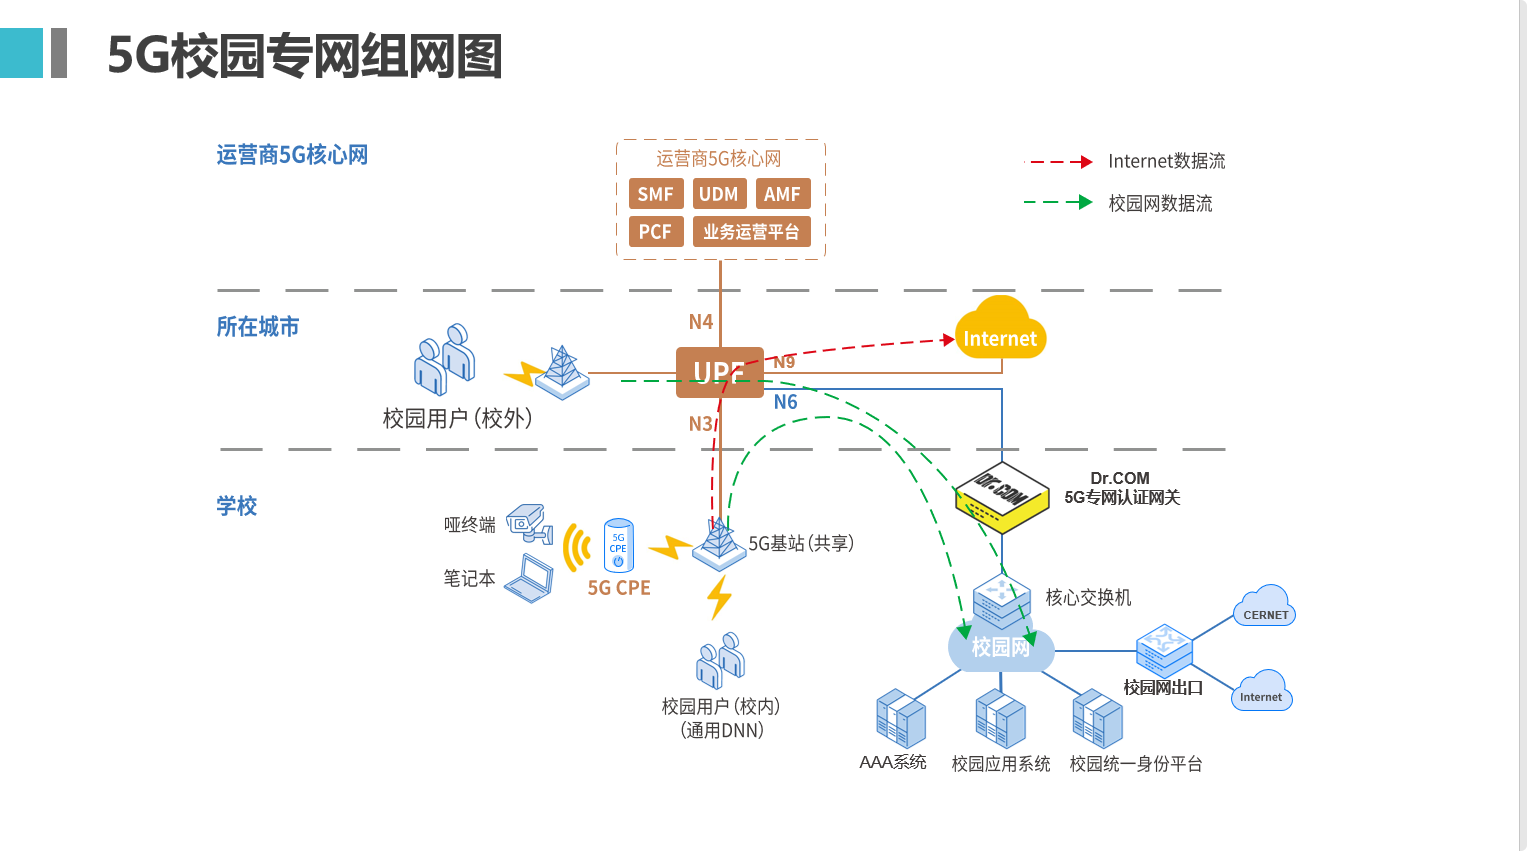 5G校园专网组网图
运营商5G核心网
运营商5G核心网
SMF UDM AMF
PCF 业务运营平台
Internet数据流
校园网数据流
所在城市
N4
Internet
UPF
N9
N6
N3
校园用户(校外)
学校
Dr.COM
Dr.COM
5G专网认证网关
哑终端
5G
CPE
5G基站(共享)
笔记本
5G CPE
核心交换机
CERNET
校园网
校园网出口
Internet
校园用户(校内)
(通用DNN)
AAA系统
校园应用系统
校园统一身份平台